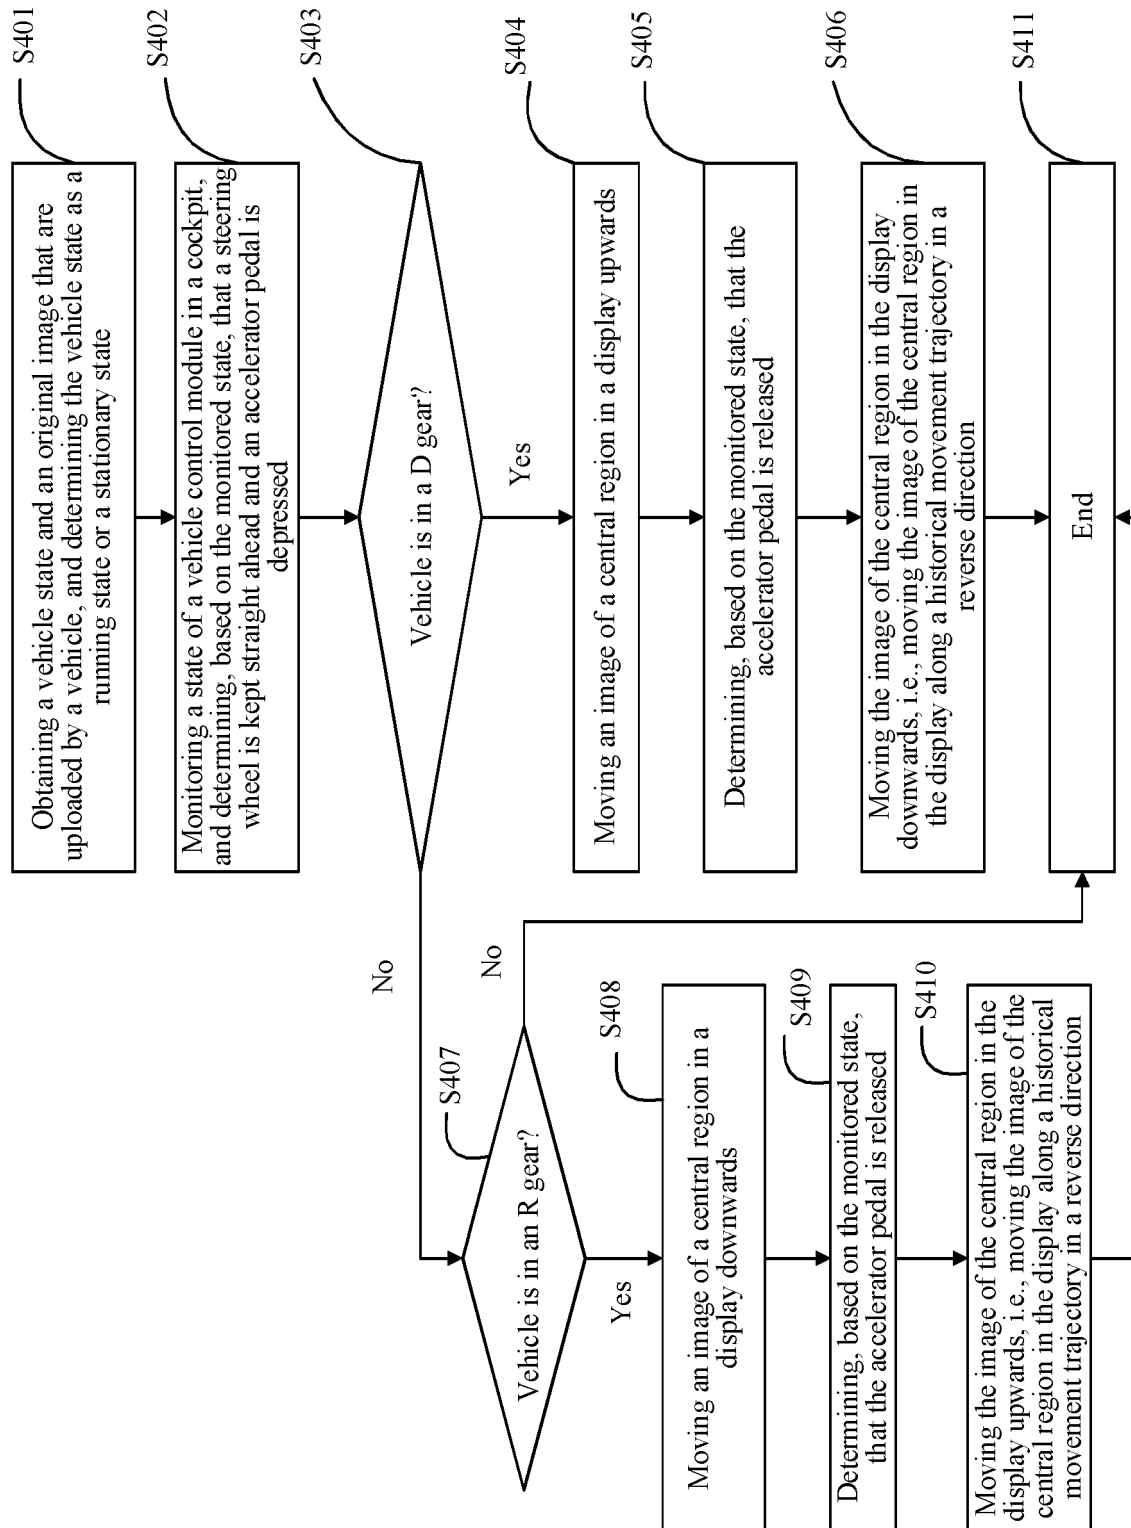 S401
Obtaining a vehicle state and an original image that are
uploaded by a vehicle, and determining the vehicle state as a
running state or a stationary state
S402
Monitoring a state of a vehicle control module in a cockpit,
and determining, based on the monitored state, that a steering
wheel is kept straight ahead and an accelerator pedal is
depressed
S403
Vehicle is in a D gear?
No
Yes
S404
Moving an image of a central region in a display upwards
S405
Determining, based on the monitored state, that the
accelerator pedal is released
S406
Moving the image of the central region in the display
downwards, i.e., moving the image of the central region in
the display along a historical movement trajectory in a
reverse direction
S407
Vehicle is in an R gear?
No
Yes
S408
Moving an image of a central region in a
display downwards
S409
Determining, based on the monitored state,
that the accelerator pedal is released
S410
Moving the image of the central region in the
display upwards, i.e., moving the image of the
central region in the display along a historical
movement trajectory in a reverse direction
S411
End